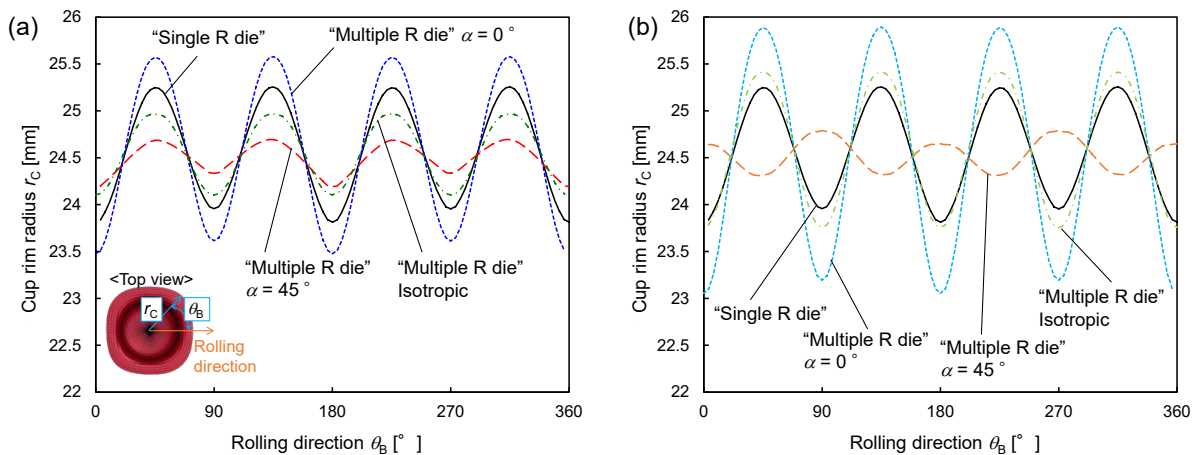 (a)
26
25.5
25
24.5
24
23.5
23
22.5
22
Cup rim radius rC [mm]
“Single R die”
“Multiple R die” α = 0 °
“Multiple R die”
α = 45 °
“Multiple R die”
Isotropic
<Top view>
rC
θB
Rolling
direction
0
90
180
270
360
Rolling direction θB [° ]
(b)
26
25.5
25
24.5
24
23.5
23
22.5
22
Cup rim radius rC [mm]
“Single R die”
“Multiple R die”
α = 0 °
“Multiple R die”
α = 45 °
“Multiple R die”
Isotropic
0
90
180
270
360
Rolling direction θB [° ]